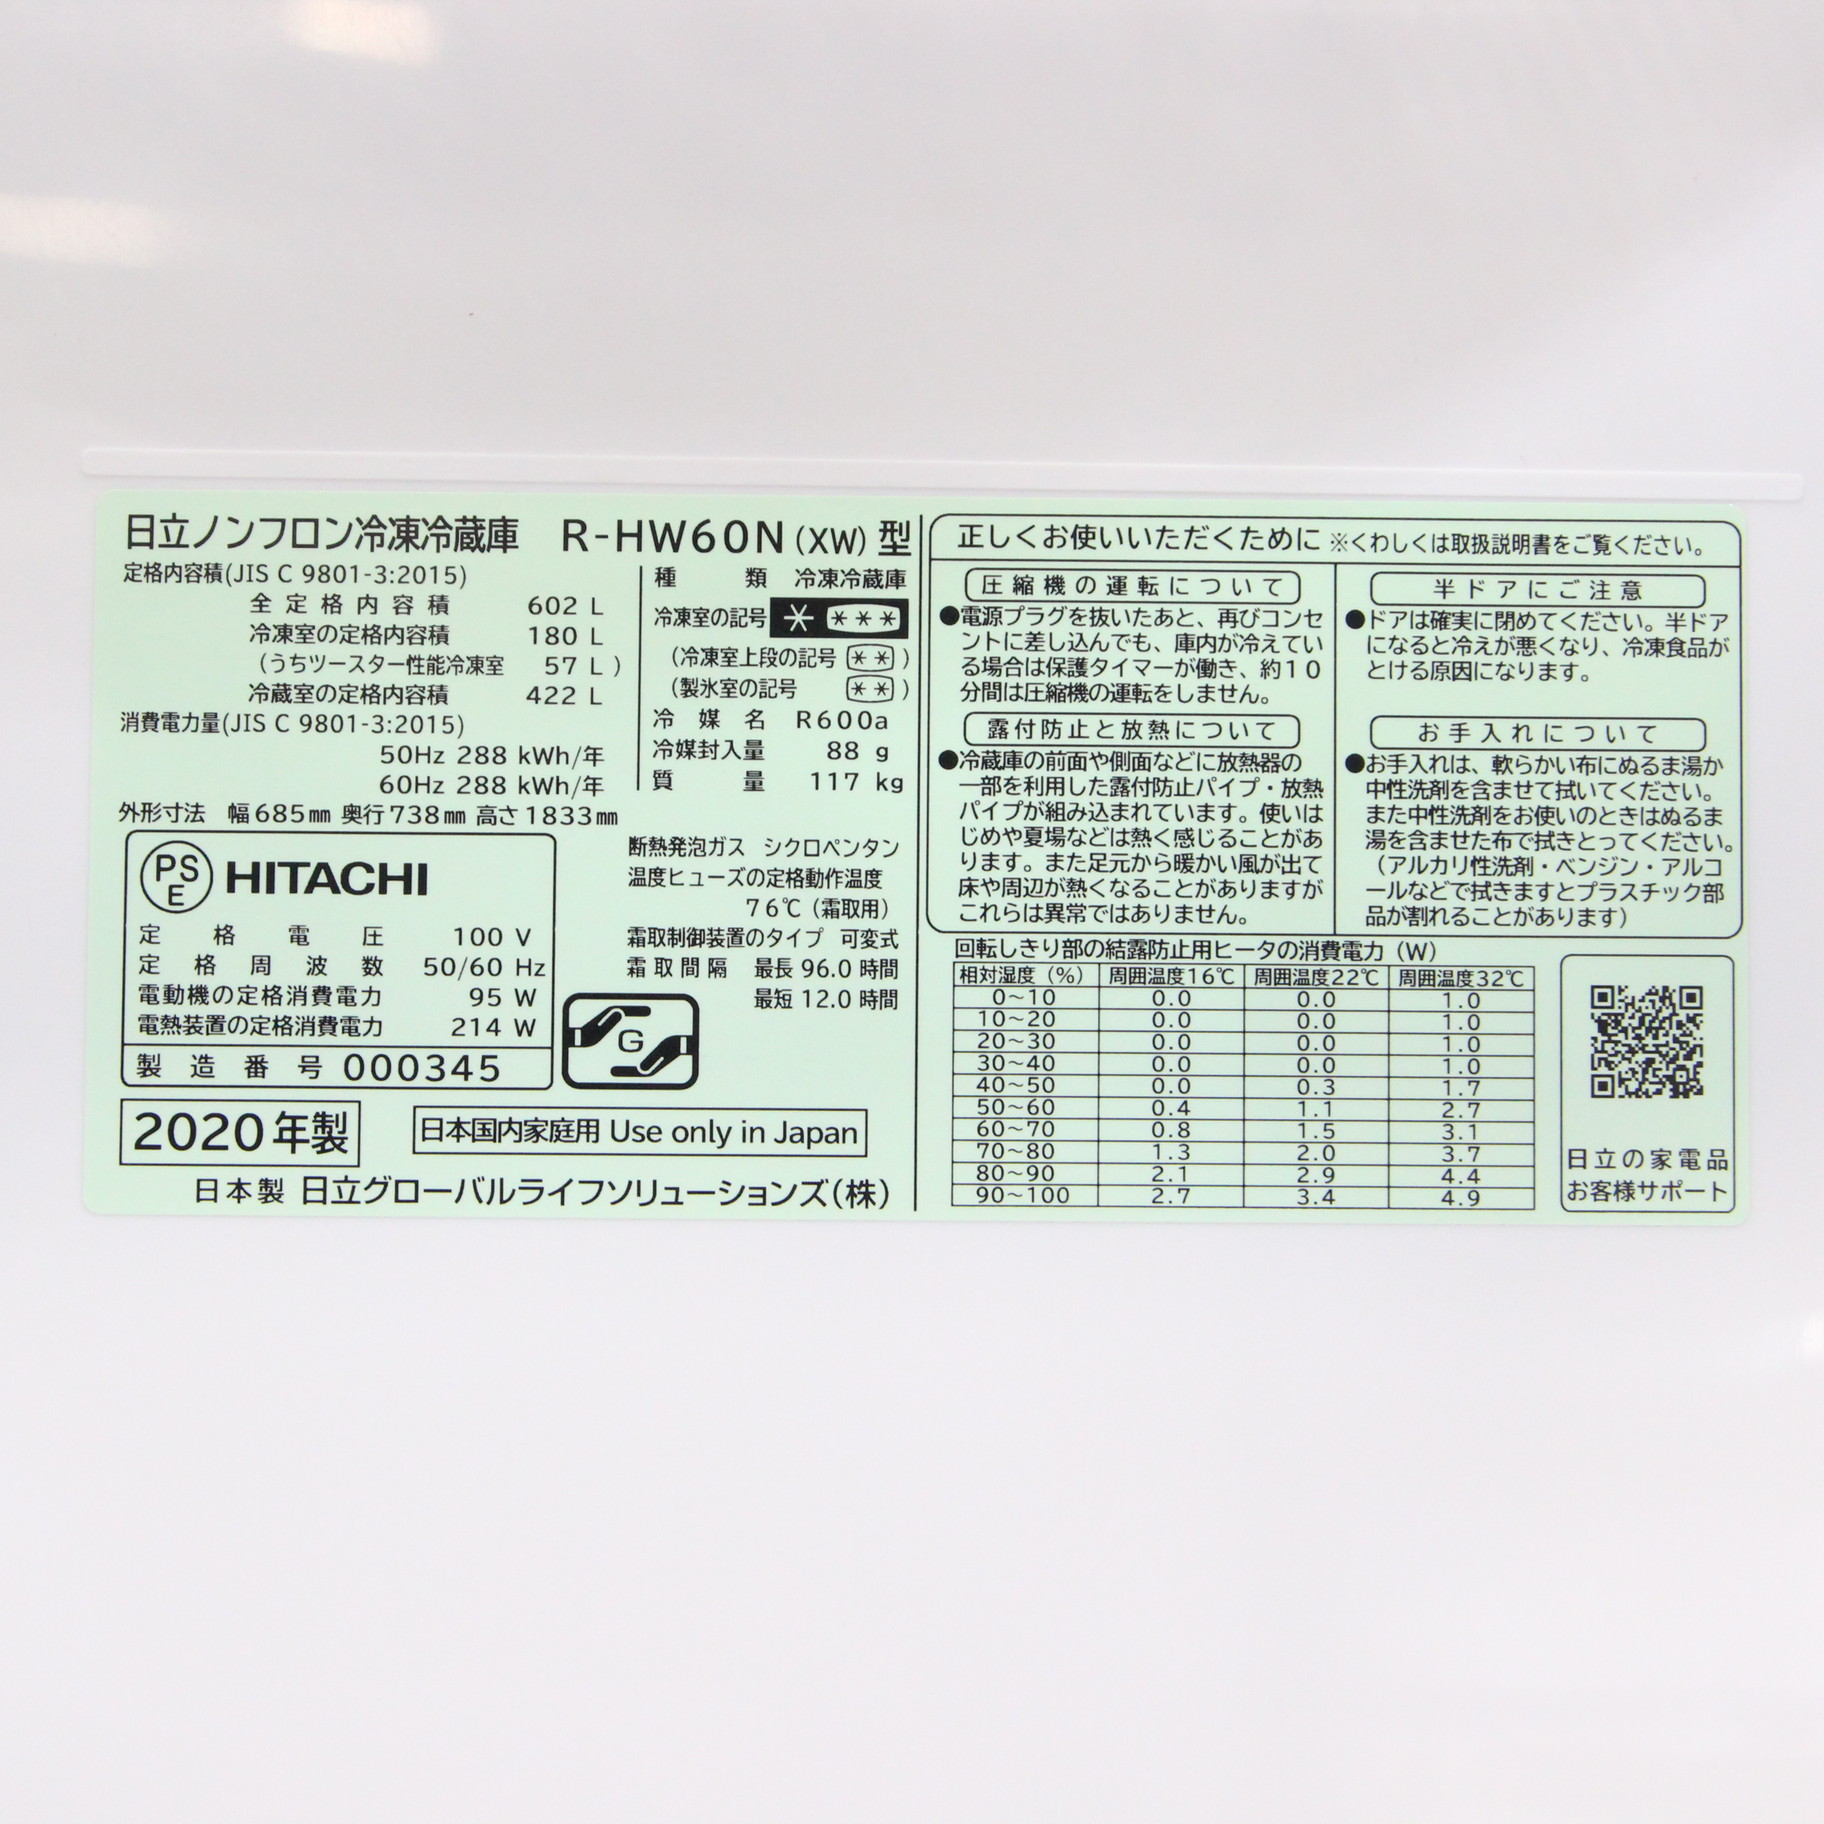 日立ノンフロン冷凍冷蔵庫 R-HW60N(XW)型
定格内容積(JIS C 9801-3:2015)
全定格内容積 602 L
冷凍室の定格内容積 180 L
（うちツースター性能冷凍室 57 L）
冷蔵室の定格内容積 422 L
消費電力量(JIS C 9801-3:2015)
50Hz 288 kWh/年
60Hz 288 kWh/年
外形寸法 幅685mm 奥行738mm 高さ1833mm
種類 冷凍冷蔵庫
冷凍室の記号 * ***
（冷凍室上段の記号 **）
（製氷室の記号 **）
冷媒名 R600a
冷媒封入量 88 g
質量 117 kg
PSE HITACHI
定格電圧 100 V
定格周波数 50/60 Hz
電動機の定格消費電力 95 W
電熱装置の定格消費電力 214 W
製造番号 000345
断熱発泡ガス シクロペンタン
温度ヒューズの定格動作温度
76℃（霜取用）
霜取制御装置のタイプ 可変式
霜取間隔 最長 96.0 時間
最短 12.0 時間
G
2020年製
日本国内家庭用 Use only in Japan
日本製 日立グローバルライフソリューションズ(株)
正しくお使いいただくために ※くわしくは取扱説明書をご覧ください。
圧縮機の運転について
●電源プラグを抜いたあと、再びコンセ
ントに差し込んでも、庫内が冷えてい
る場合は保護タイマーが働き、約10
分間は圧縮機の運転をしません。
露付防止と放熱について
●冷蔵庫の前面や側面などに放熱器の
一部を利用した露付防止パイプ・放熱
パイプが組み込まれています。使いは
じめや夏場などは熱く感じることがあ
ります。また足元から暖かい風が出て
床や周辺が熱くなることがありますが
これらは異常ではありません。
半ドアにご注意
●ドアは確実に閉めてください。半ドア
になると冷えが悪くなり、冷凍食品が
とける原因になります。
お手入れについて
●お手入れは、軟らかい布にぬるま湯か
中性洗剤を含ませて拭いてください。
また中性洗剤をお使いのときはぬるま
湯を含ませた布で拭きとってください。
（アルカリ性洗剤・ベンジン・アルコ
ールなどで拭きますとプラスチック部
品が割れることがあります）
回転しきり部の結露防止用ヒータの消費電力（W）
相対湿度（%） 周囲温度16℃ 周囲温度22℃ 周囲温度32℃
0～10 0.0 0.0 1.0
10～20 0.0 0.0 1.0
20～30 0.0 0.0 1.0
30～40 0.0 0.0 1.0
40～50 0.0 0.3 1.7
50～60 0.4 1.1 2.7
60～70 0.8 1.5 3.1
70～80 1.3 2.0 3.7
80～90 2.1 2.9 4.4
90～100 2.7 3.4 4.9
日立の家電品
お客様サポート